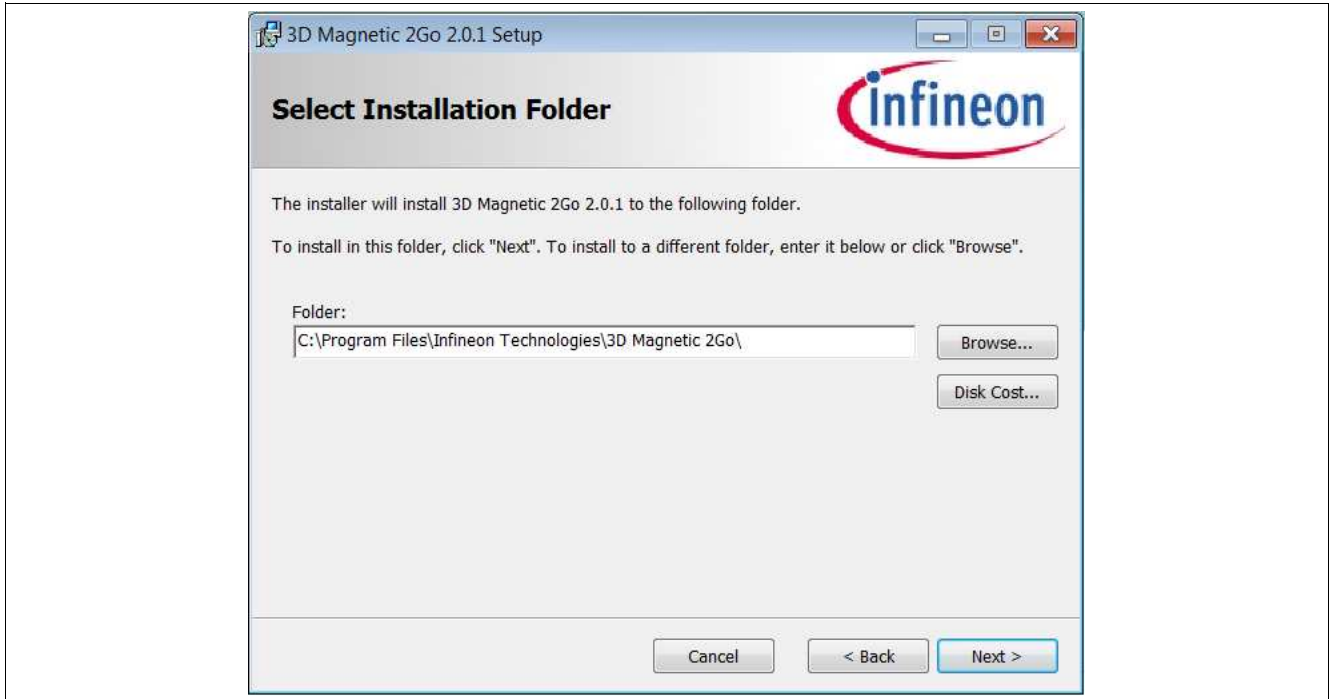 3D Magnetic 2Go 2.0.1 Setup
Select Installation Folder
infineon
The installer will install 3D Magnetic 2Go 2.0.1 to the following folder.
To install in this folder, click "Next". To install to a different folder, enter it below or click "Browse".
Folder:
C:\Program Files\Infineon Technologies\3D Magnetic 2Go\
Browse...
Disk Cost...
Cancel
< Back
Next >